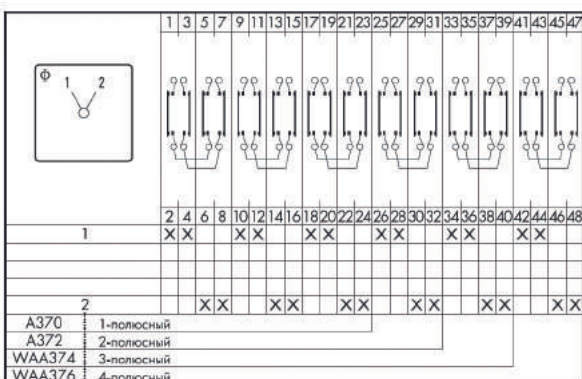 1 3 5 7 9 11 13 15 17 19 21 23 25 27 29 31 33 35 37 39 41 43 45 47
Φ 1 2
2 4 6 8 10 12 14 16 18 20 22 24 26 28 30 32 34 36 38 40 42 44 46 48
1 X X X X X X X X X X X X
2 X X X X X X X X X X X X
A370 1-полюсный
A372 2-полюсный
WAA374 3-полюсный
WAA376 4-полюсный